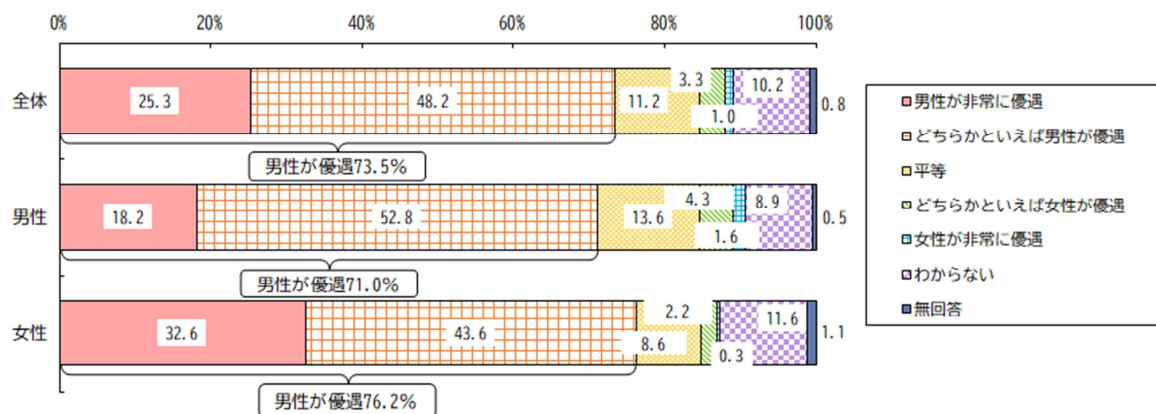 0% 20% 40% 60% 80% 100%
全体 25.3 48.2 11.2 3.3 1.0 10.2 0.8
男性が優遇73.5%
男性 18.2 52.8 13.6 4.3 1.6 8.9 0.5
男性が優遇71.0%
女性 32.6 43.6 8.6 2.2 0.3 11.6 1.1
男性が優遇76.2%
男性が非常に優遇
どちらかといえば男性が優遇
平等
どちらかといえば女性が優遇
女性が非常に優遇
わからない
無回答